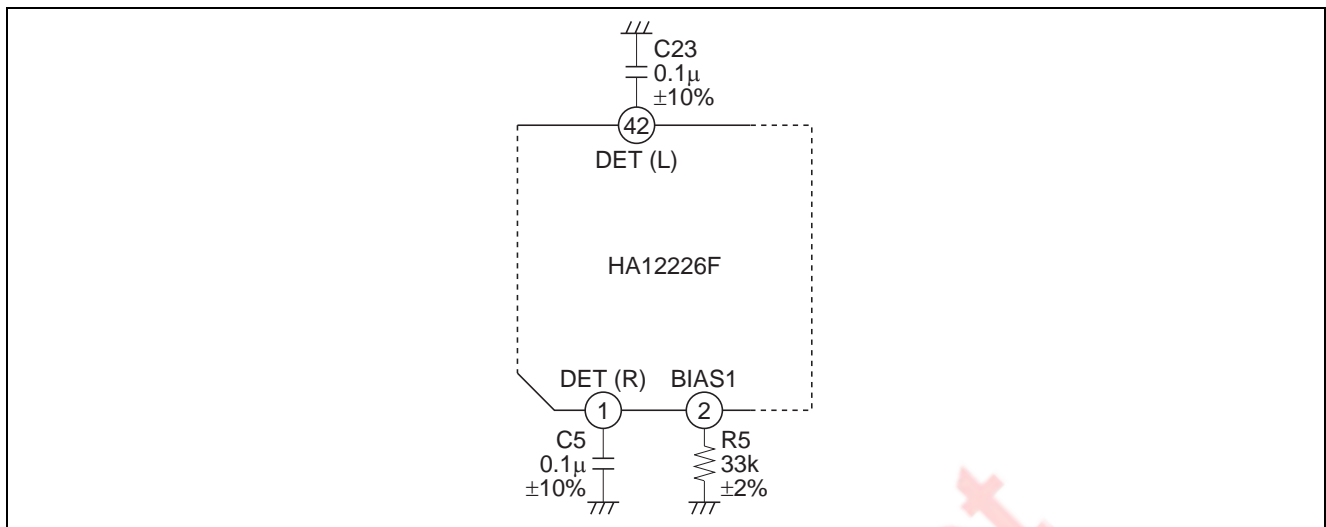 C23
0.1μ
±10%
42
DET (L)
HA12226F
DET (R)
BIAS1
1
2
C5
0.1μ
±10%
R5
33k
±2%